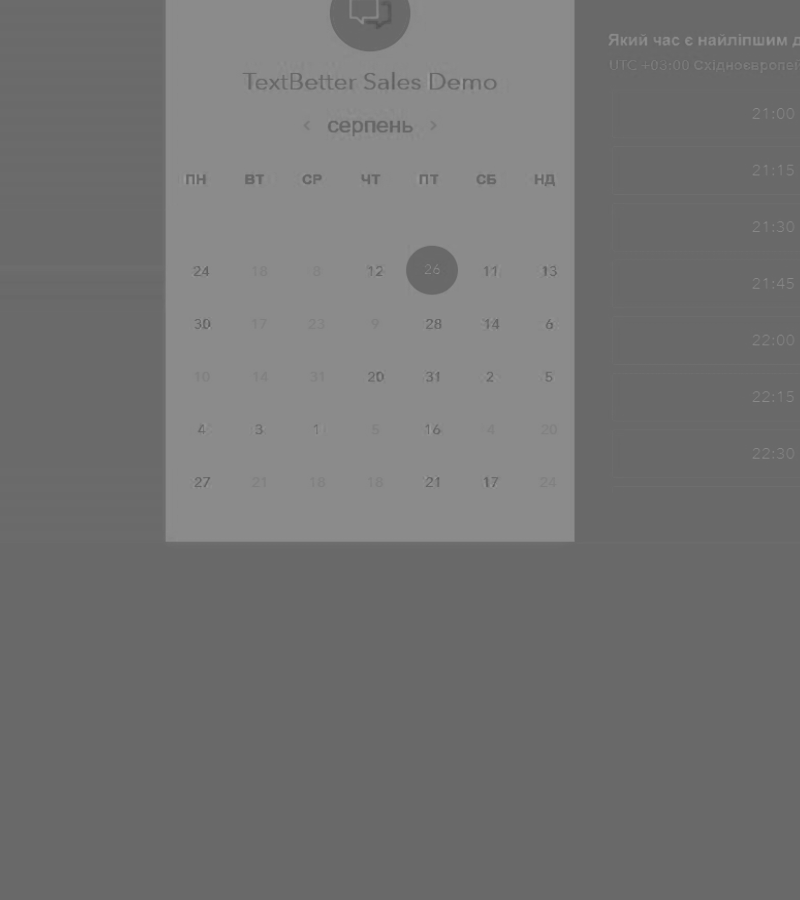 TextBetter Sales Demo
‹ серпень ›
ПН ВТ СР ЧТ ПТ СБ НД
24 18 8 12 26 11 13
30 17 23 9 28 14 6
10 14 31 20 31 2 5
4 3 1 5 16 4 20
27 21 18 18 21 17 24
Який час є найліпшим д
UTC +03:00 Східноєвропей
21:00
21:15
21:30
21:45
22:00
22:15
22:30